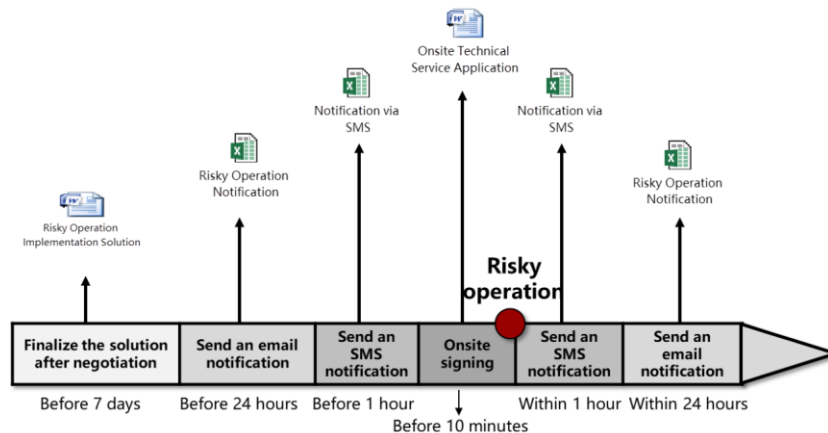 Onsite Technical
Service Application
Notification via
SMS
Notification via
SMS
Risky Operation
Notification
Risky Operation
Notification
Risky Operation
Implementation Solution
Risky
operation
Finalize the solution
after negotiation
Send an email
notification
Send an
SMS
notification
Onsite
signing
Send an
SMS
notification
Send an
email
notification
Before 7 days
Before 24 hours
Before 1 hour
Before 10 minutes
Within 1 hour
Within 24 hours